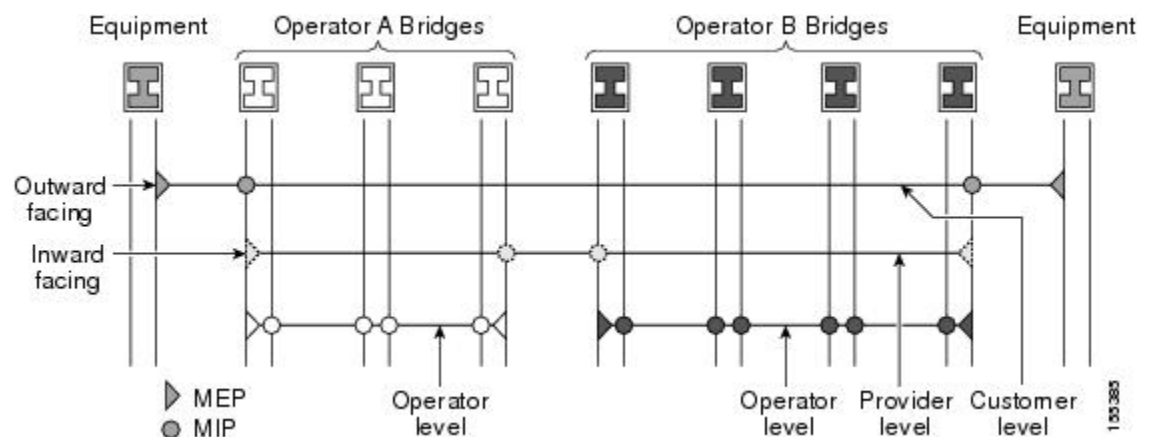 Equipment
Operator A Bridges
Operator B Bridges
Equipment
Outward
facing
Inward
facing
MEP
MIP
Operator
level
Operator
level
Provider
level
Customer
level
155385